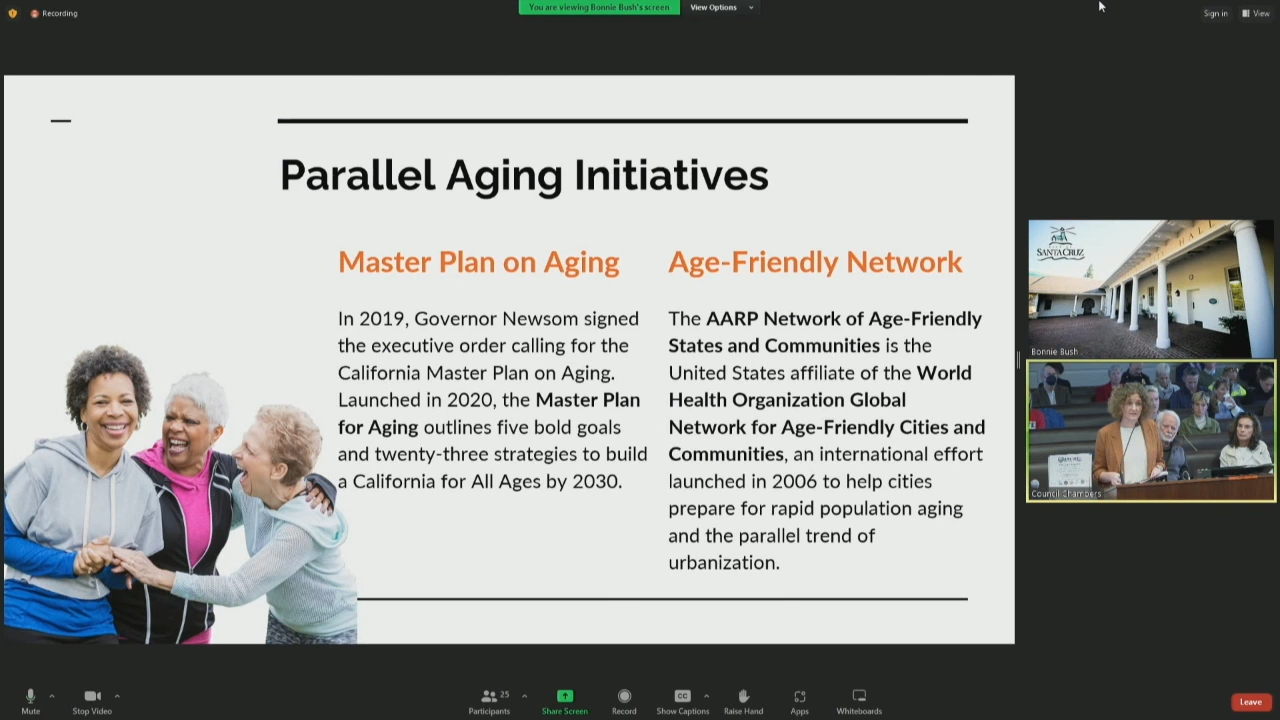 Recording
You are viewing Bonnie Bush's screen
View Options
Sign in
View
Parallel Aging Initiatives
Master Plan on Aging
In 2019, Governor Newsom signed
the executive order calling for the
California Master Plan on Aging.
Launched in 2020, the Master Plan
for Aging outlines five bold goals
and twenty-three strategies to build
a California for All Ages by 2030.
Age-Friendly Network
The AARP Network of Age-Friendly
States and Communities is the
United States affiliate of the World
Health Organization Global
Network for Age-Friendly Cities and
Communities, an international effort
launched in 2006 to help cities
prepare for rapid population aging
and the parallel trend of
urbanization.
SANTA CRUZ
Bonnie Bush
Council Chambers
Mute
Stop Video
25
Participants
Share Screen
Record
CC
Show Captions
Raise Hand
Apps
Whiteboards
Leave